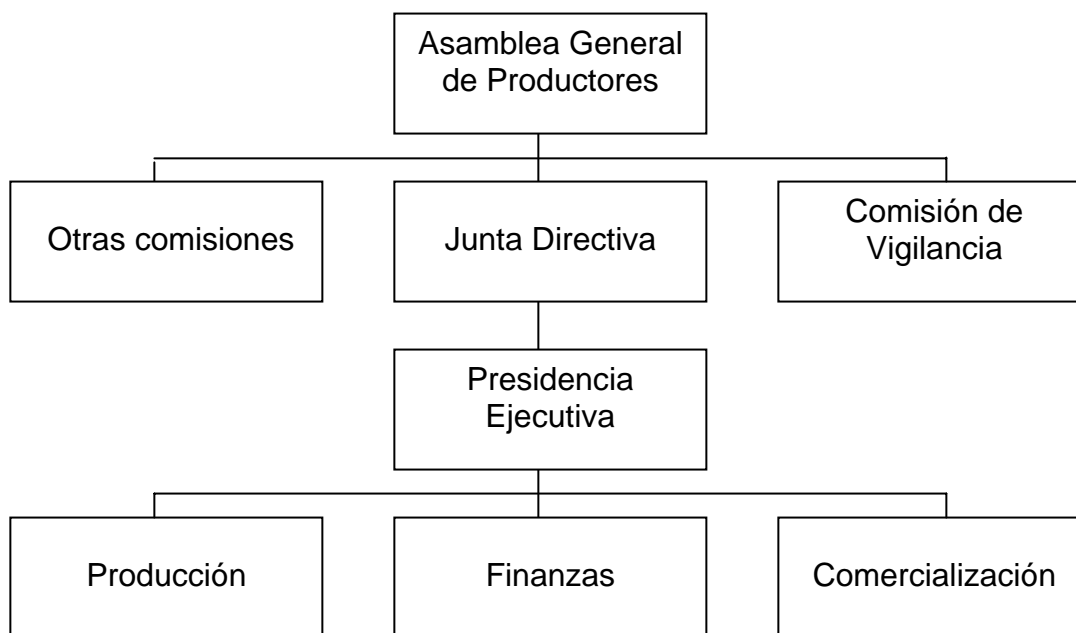 Asamblea General
de Productores
Otras comisiones
Junta Directiva
Comisión de
Vigilancia
Presidencia
Ejecutiva
Producción
Finanzas
Comercialización